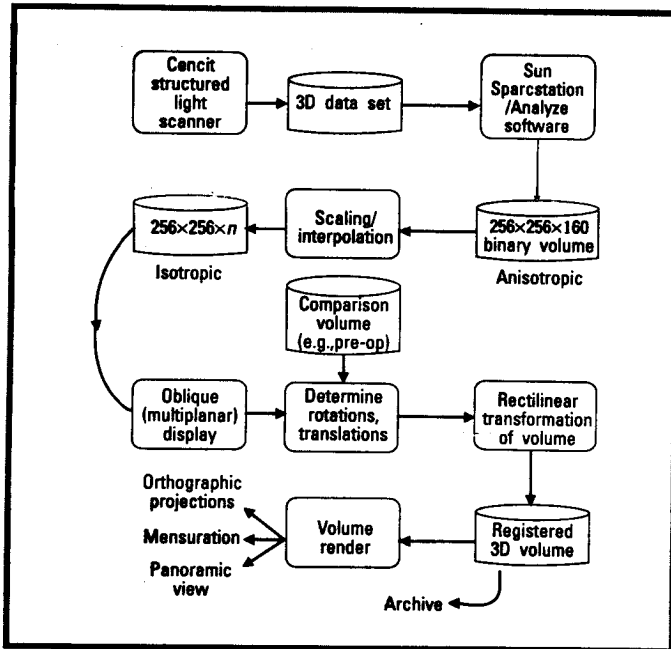 Cencit
structured
light
scanner
3D data set
Sun
Sparcstation
/Analyze
software
256×256×n
Isotropic
Scaling/
interpolation
256×256×160
binary volume
Anisotropic
Comparison
volume
(e.g.,pre-op)
Oblique
(multiplanar)
display
Determine
rotations,
translations
Rectilinear
transformation
of volume
Orthographic
projections
Mensuration
Panoramic
view
Volume
render
Registered
3D volume
Archive